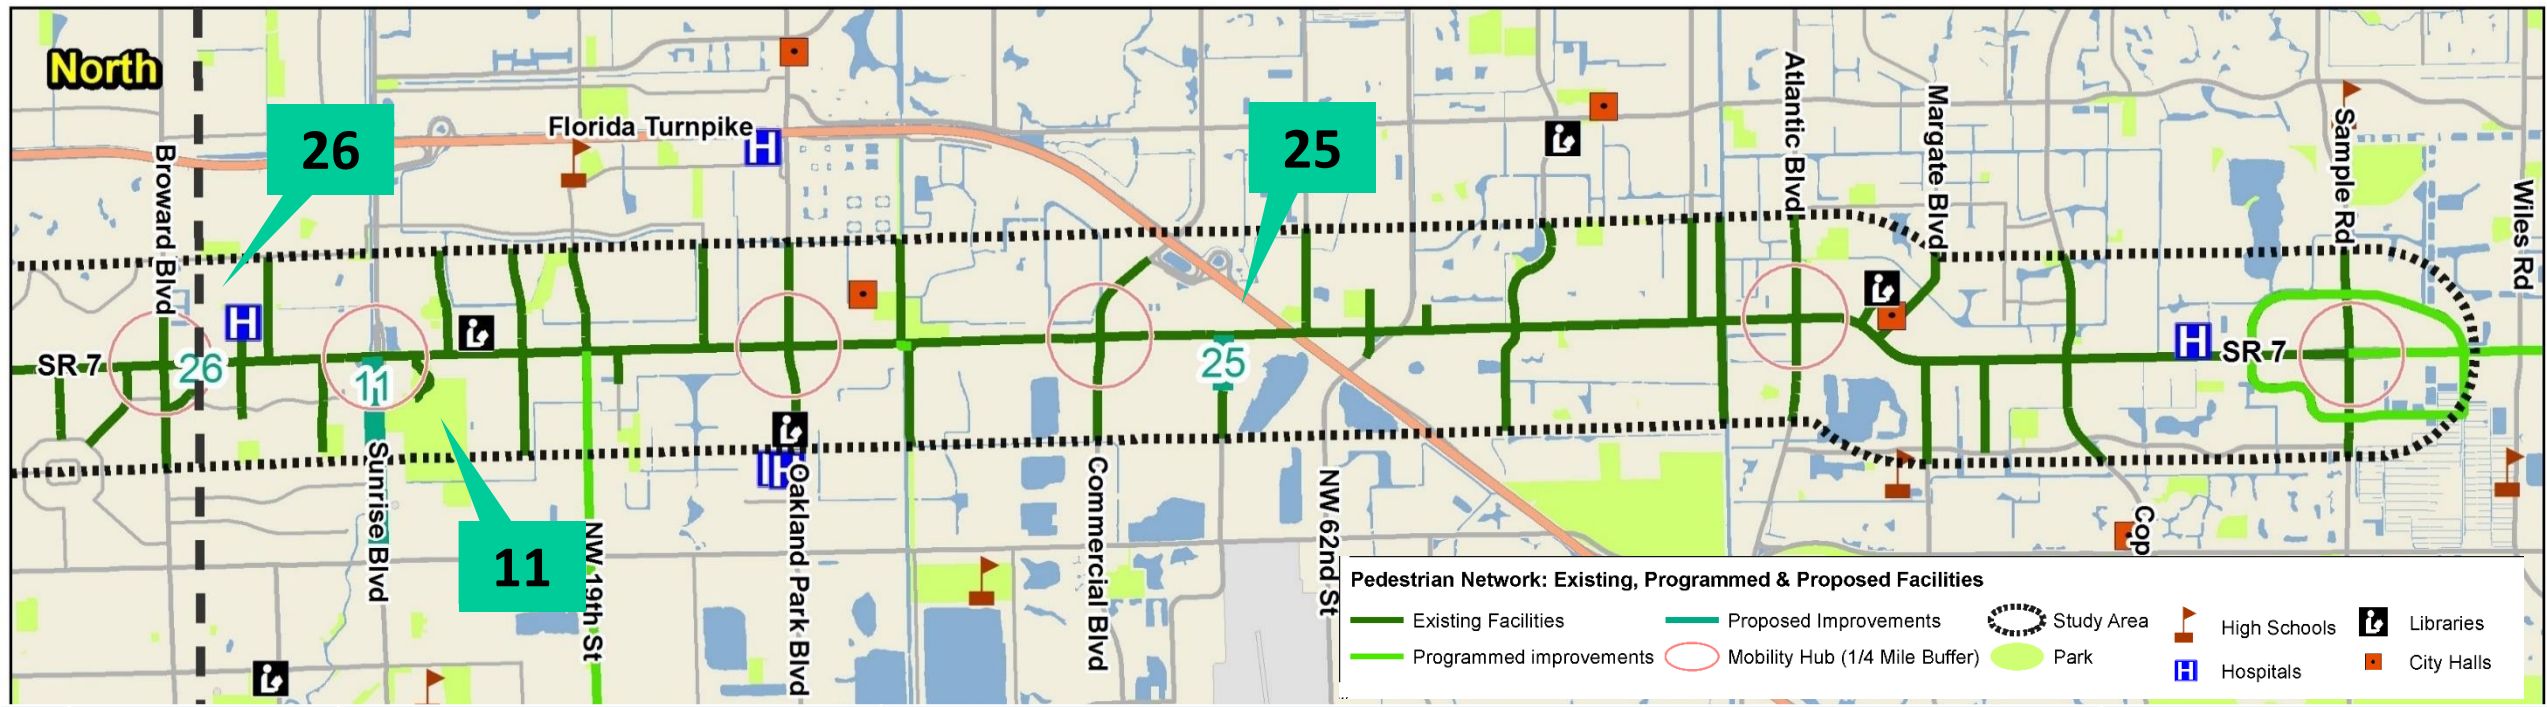 North
26
25
Florida Turnpike
Broward Blvd
Atlantic Blvd
Margate Blvd
Sample Rd
Wiles Rd
H
H
H
SR 7
26
11
25
SR 7
H
Sunrise Blvd
11
NW 19th St
Oakland Park Blvd
Commercial Blvd
NW 62nd St
Cop
Pedestrian Network: Existing, Programmed & Proposed Facilities
Existing Facilities
Proposed Improvements
Study Area
High Schools
Libraries
Programmed improvements
Mobility Hub (1/4 Mile Buffer)
Park
H
Hospitals
City Halls